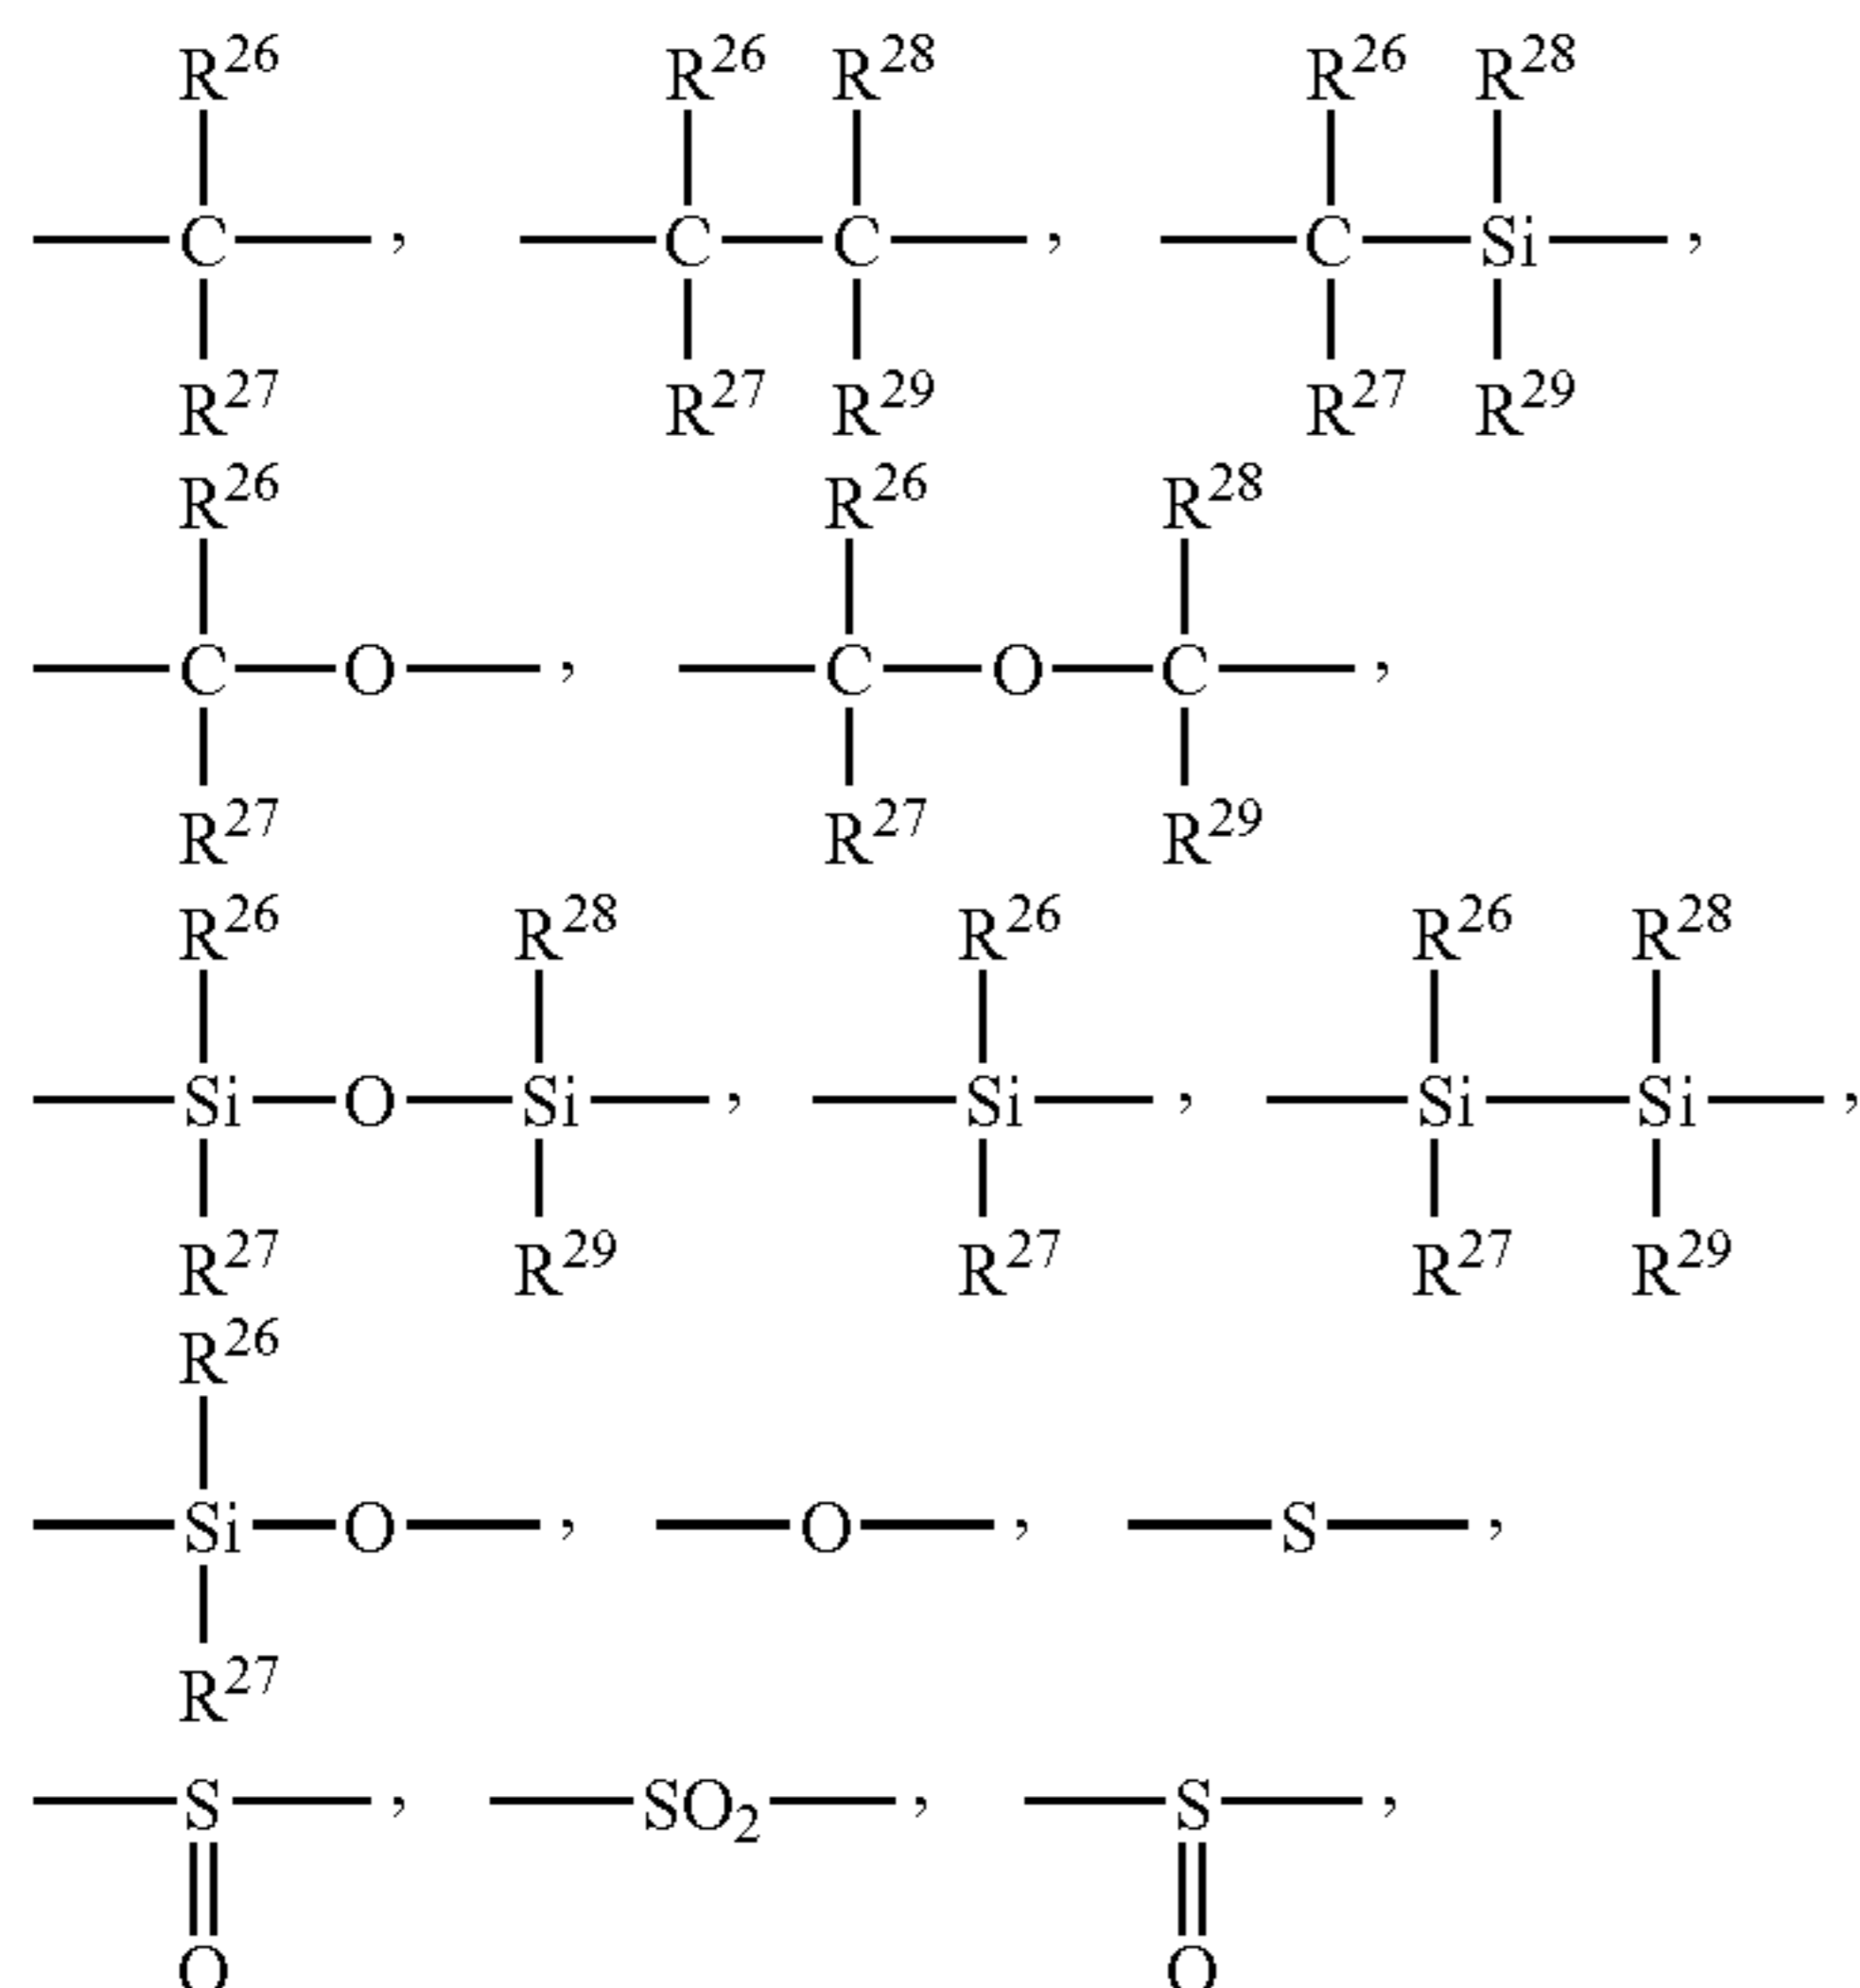 R²⁶ R²⁶ R²⁸ R²⁶ R²⁸
—C—, —C—C—, —C—Si—,
R²⁷ R²⁷ R²⁹ R²⁷ R²⁹
R²⁶ R²⁶ R²⁸
—C—O—, —C—O—C—,
R²⁷ R²⁷ R²⁹
R²⁶ R²⁸ R²⁶ R²⁶ R²⁸
—Si—O—Si—, —Si—, —Si—Si—,
R²⁷ R²⁹ R²⁷ R²⁷ R²⁹
R²⁶
—Si—O—, —O—, —S—,
R²⁷
—S—, —SO₂—, —S—,
O O